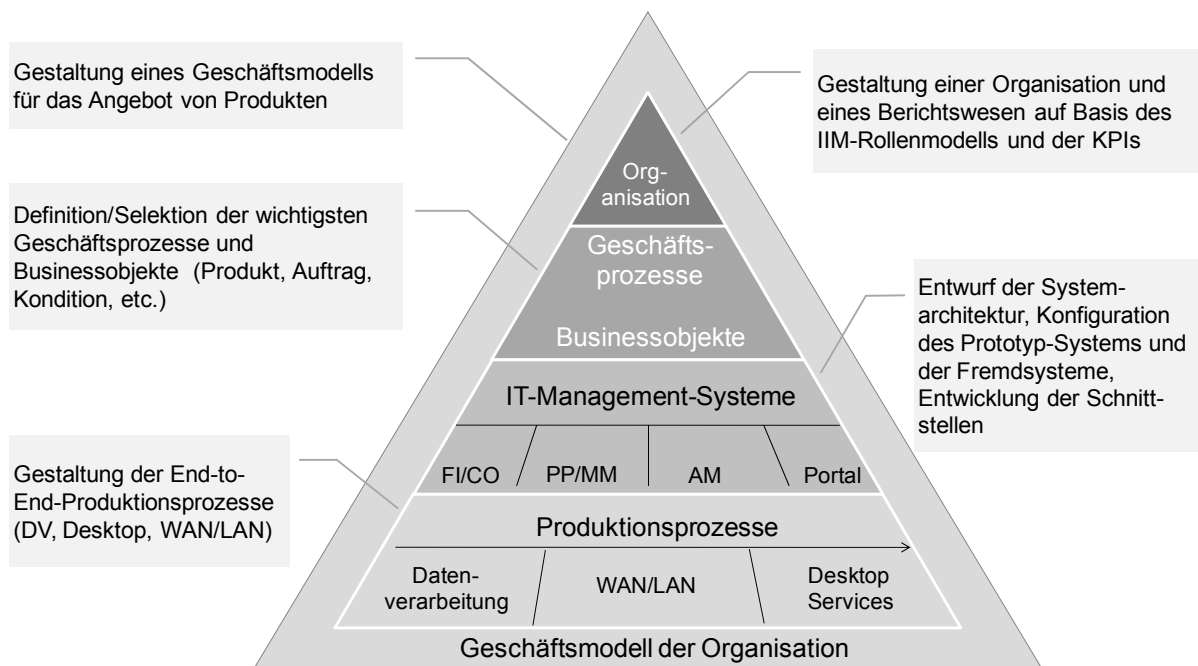 Gestaltung eines Geschäftsmodells
für das Angebot von Produkten
Gestaltung einer Organisation und
eines Berichtswesen auf Basis des
IIM-Rollenmodells und der KPIs
Definition/Selektion der wichtigsten
Geschäftsprozesse und
Businessobjekte (Produkt, Auftrag,
Kondition, etc.)
Entwurf der System-
architektur, Konfiguration
des Prototyp-Systems und
der Fremdsysteme,
Entwicklung der Schnitt-
stellen
Gestaltung der End-to-
End-Produktionsprozesse
(DV, Desktop, WAN/LAN)
Org-
anisation
Geschäfts-
prozesse
Businessobjekte
IT-Management-Systeme
FI/CO
PP/MM
AM
Portal
Produktionsprozesse
Daten-
verarbeitung
WAN/LAN
Desktop
Services
Geschäftsmodell der Organisation